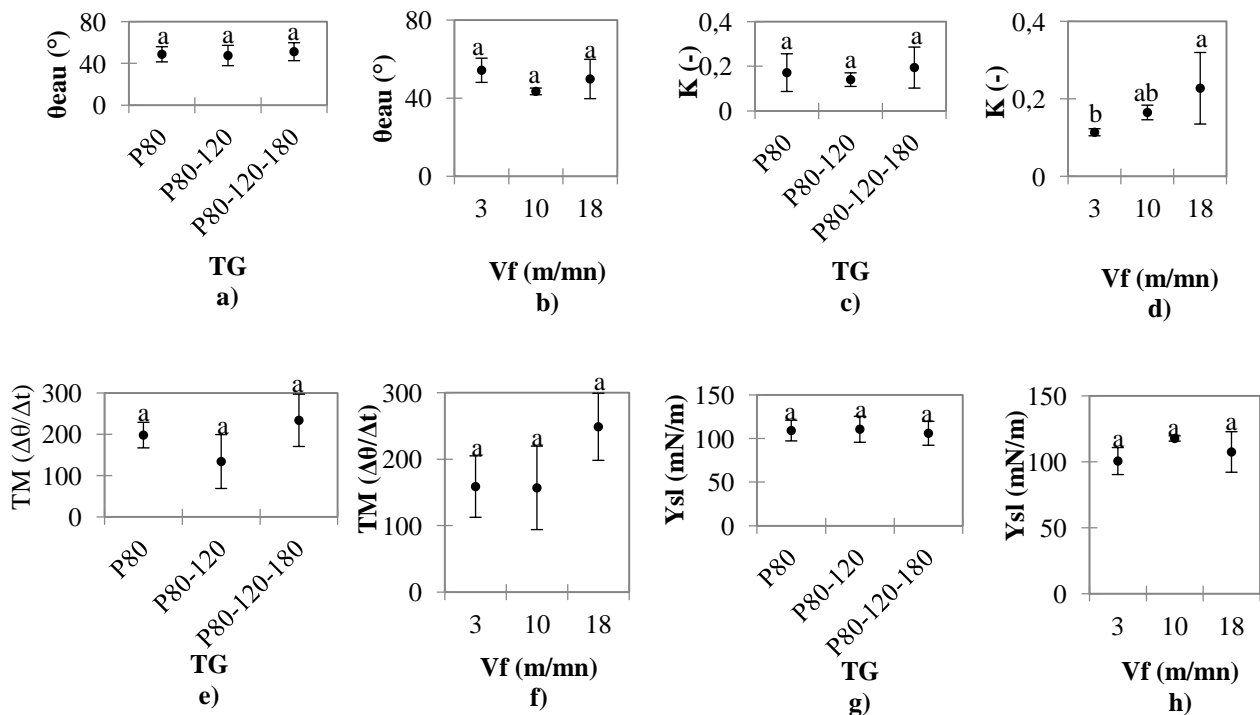 θeau (°)
80
40
0
a a a
P80
P80-120
P80-120-180
TG
a)
θeau (°)
80
40
0
a a a
3 10 18
Vf (m/mn)
b)
K (-)
0,4
0,2
0
a a a
P80
P80-120
P80-120-180
TG
c)
K (-)
0,4
0,2
0
b ab a
3 10 18
Vf (m/mn)
d)
TM (Δθ/Δt)
300
200
100
0
a a a
P80
P80-120
P80-120-180
TG
e)
TM (Δθ/Δt)
300
200
100
0
a a a
3 10 18
Vf (m/mn)
f)
Ysl (mN/m)
150
100
50
0
a a a
P80
P80-120
P80-120-180
TG
g)
Ysl (mN/m)
150
100
50
0
a a a
3 10 18
Vf (m/mn)
h)